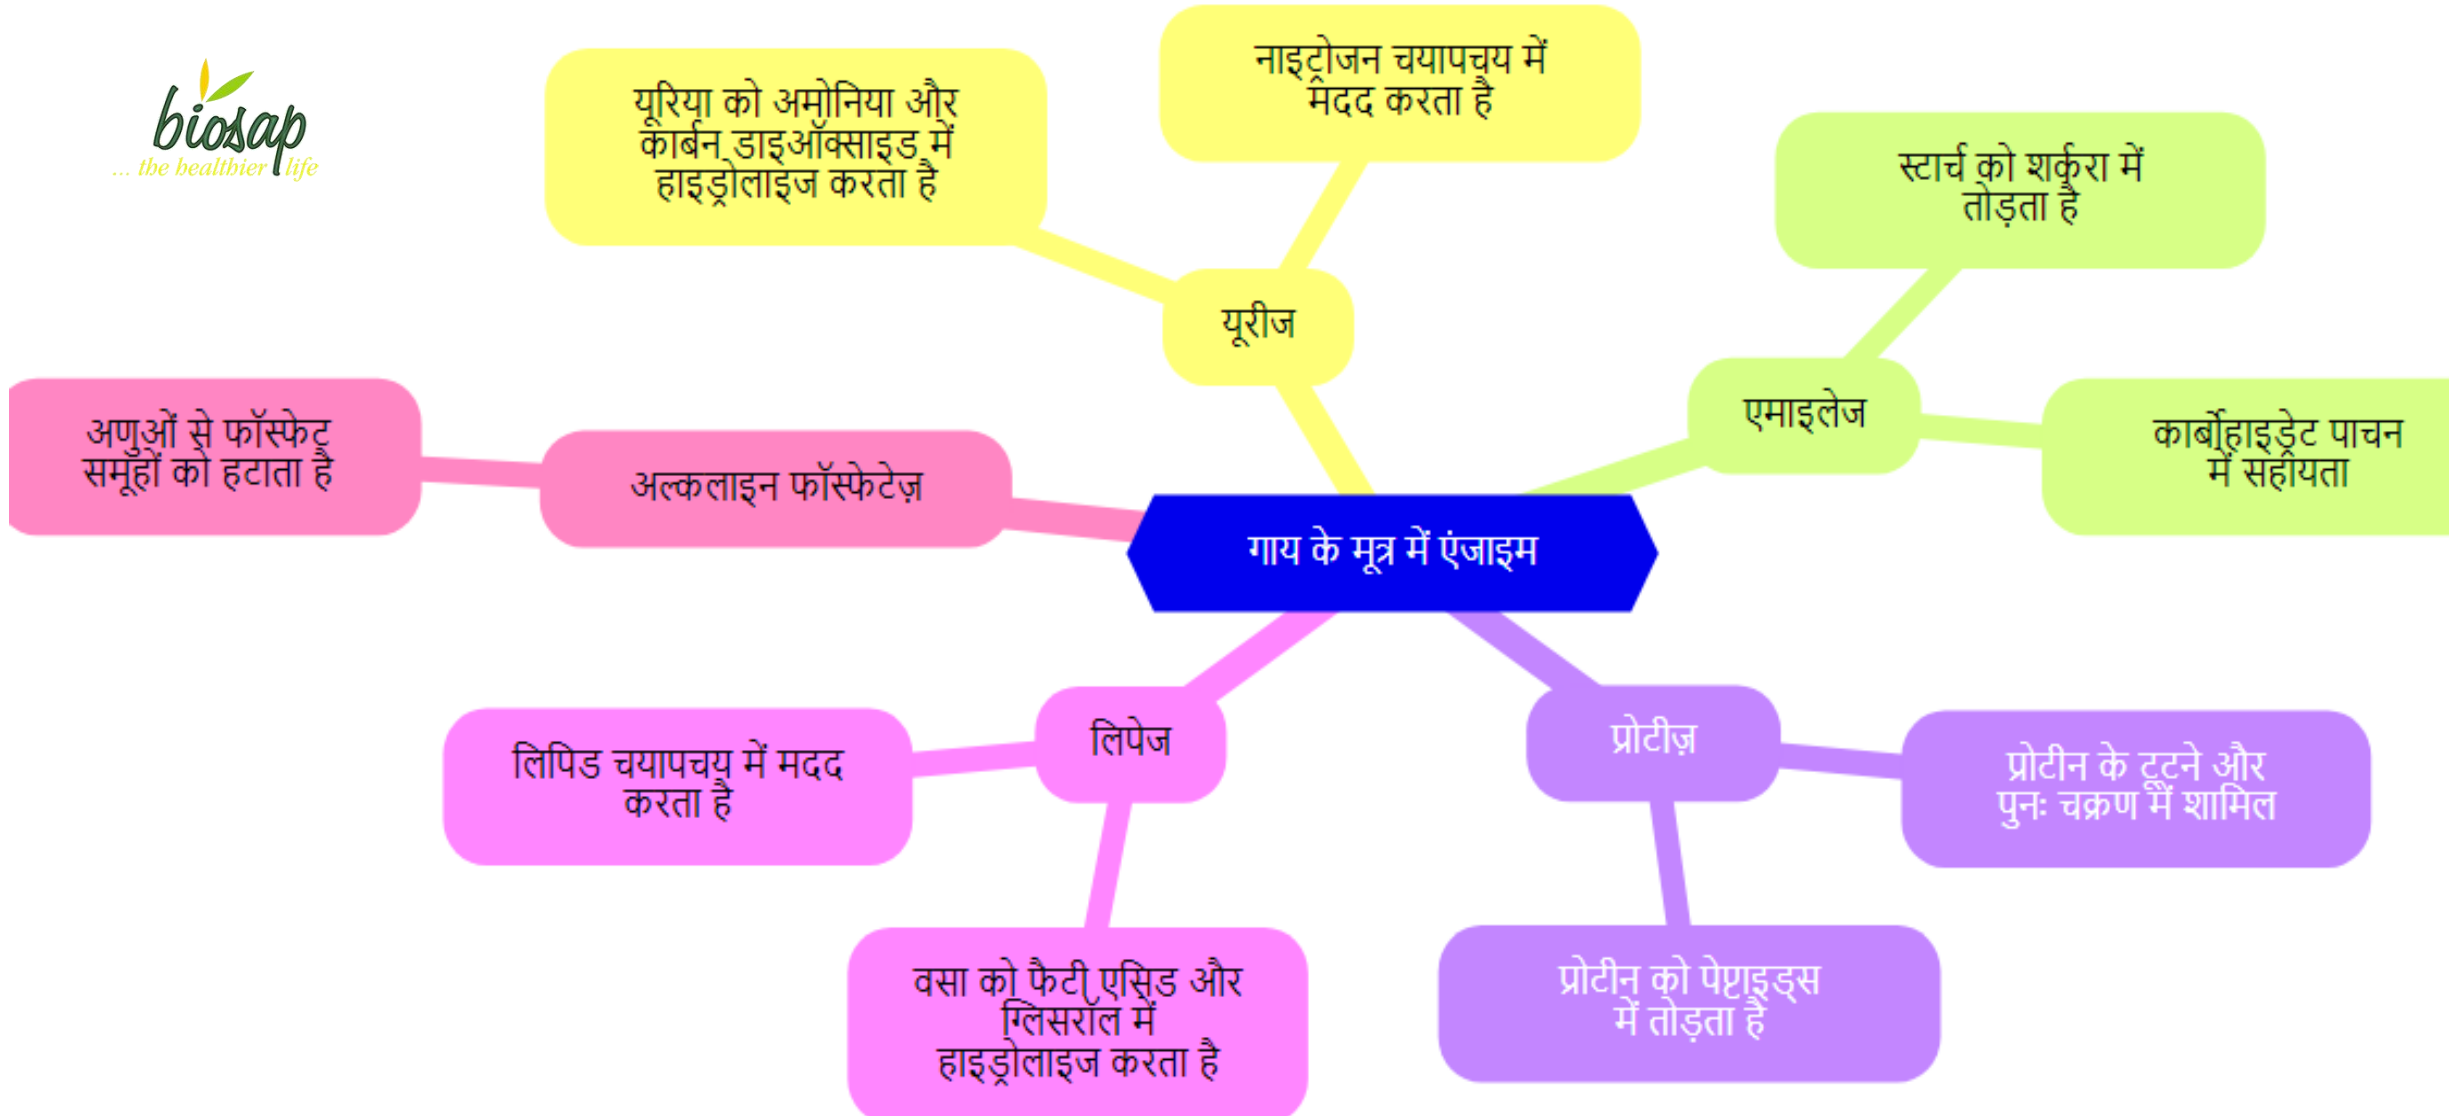 biosap
... the healthier life
यूरिया को अमोनिया और
कार्बन डाइऑक्साइड में
हाइड्रोलाइज करता है
नाइट्रोजन चयापचय में
मदद करता है
स्टार्च को शर्करा में
तोड़ता है
यूरीज
एमाइलेज
कार्बोहाइड्रेट पाचन
में सहायता
अणुओं से फॉस्फेट
समूहों को हटाता है
अल्कलाइन फॉस्फेटेज़
गाय के मूत्र में एंजाइम
लिपेज
प्रोटीज़
लिपिड चयापचय में मदद
करता है
प्रोटीन के टूटने और
पुनः चक्रण में शामिल
वसा को फैटी एसिड और
ग्लिसरॉल में
हाइड्रोलाइज करता है
प्रोटीन को पेप्टाइड्स
में तोड़ता है